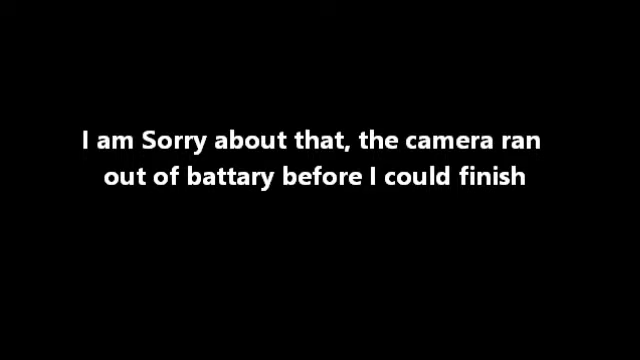 I am Sorry about that, the camera ran
out of battary before I could finish